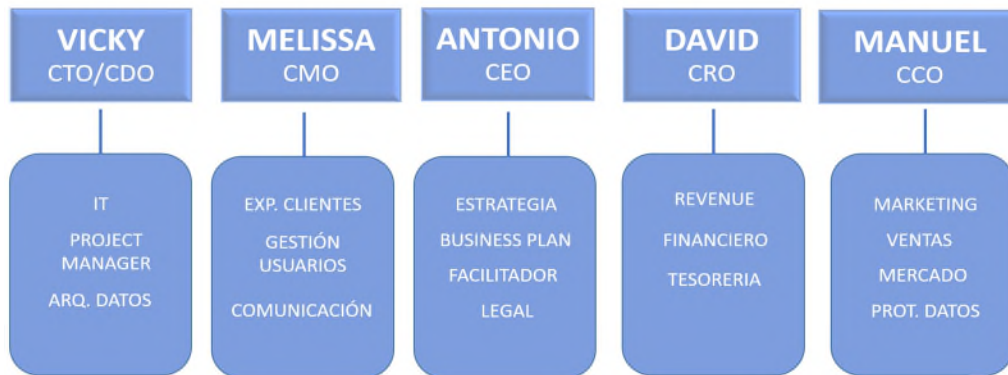 VICKY
CTO/CDO
MELISSA
CMO
ANTONIO
CEO
DAVID
CRO
MANUEL
CCO
IT
PROJECT
MANAGER
ARQ. DATOS
EXP. CLIENTES
GESTIÓN
USUARIOS
COMUNICACIÓN
ESTRATEGIA
BUSINESS PLAN
FACILITADOR
LEGAL
REVENUE
FINANCIERO
TESORERIA
MARKETING
VENTAS
MERCADO
PROT. DATOS